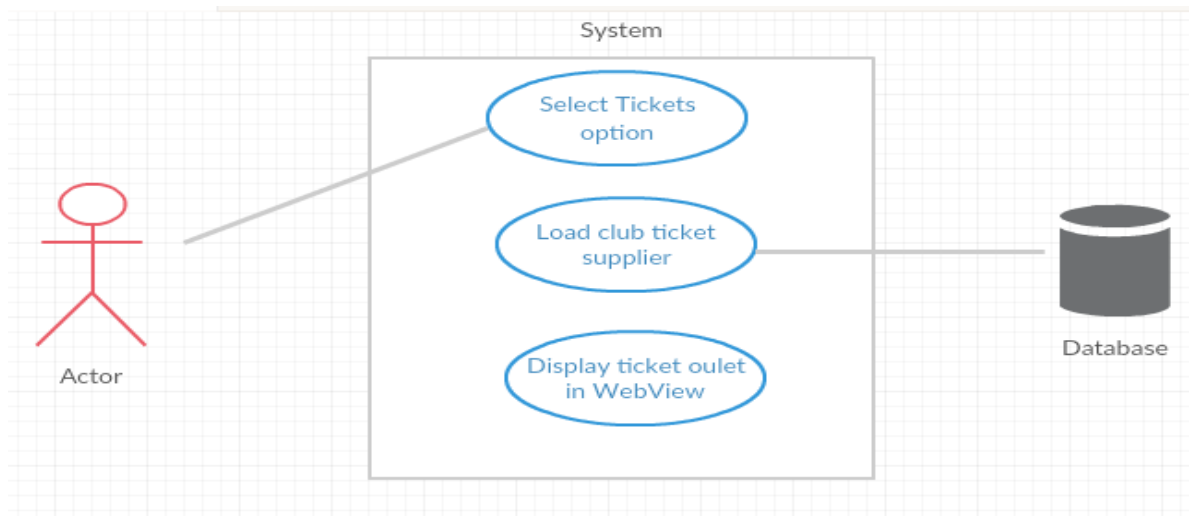 System
Select Tickets
option
Load club ticket
supplier
Display ticket oulet
in WebView
Actor
Database